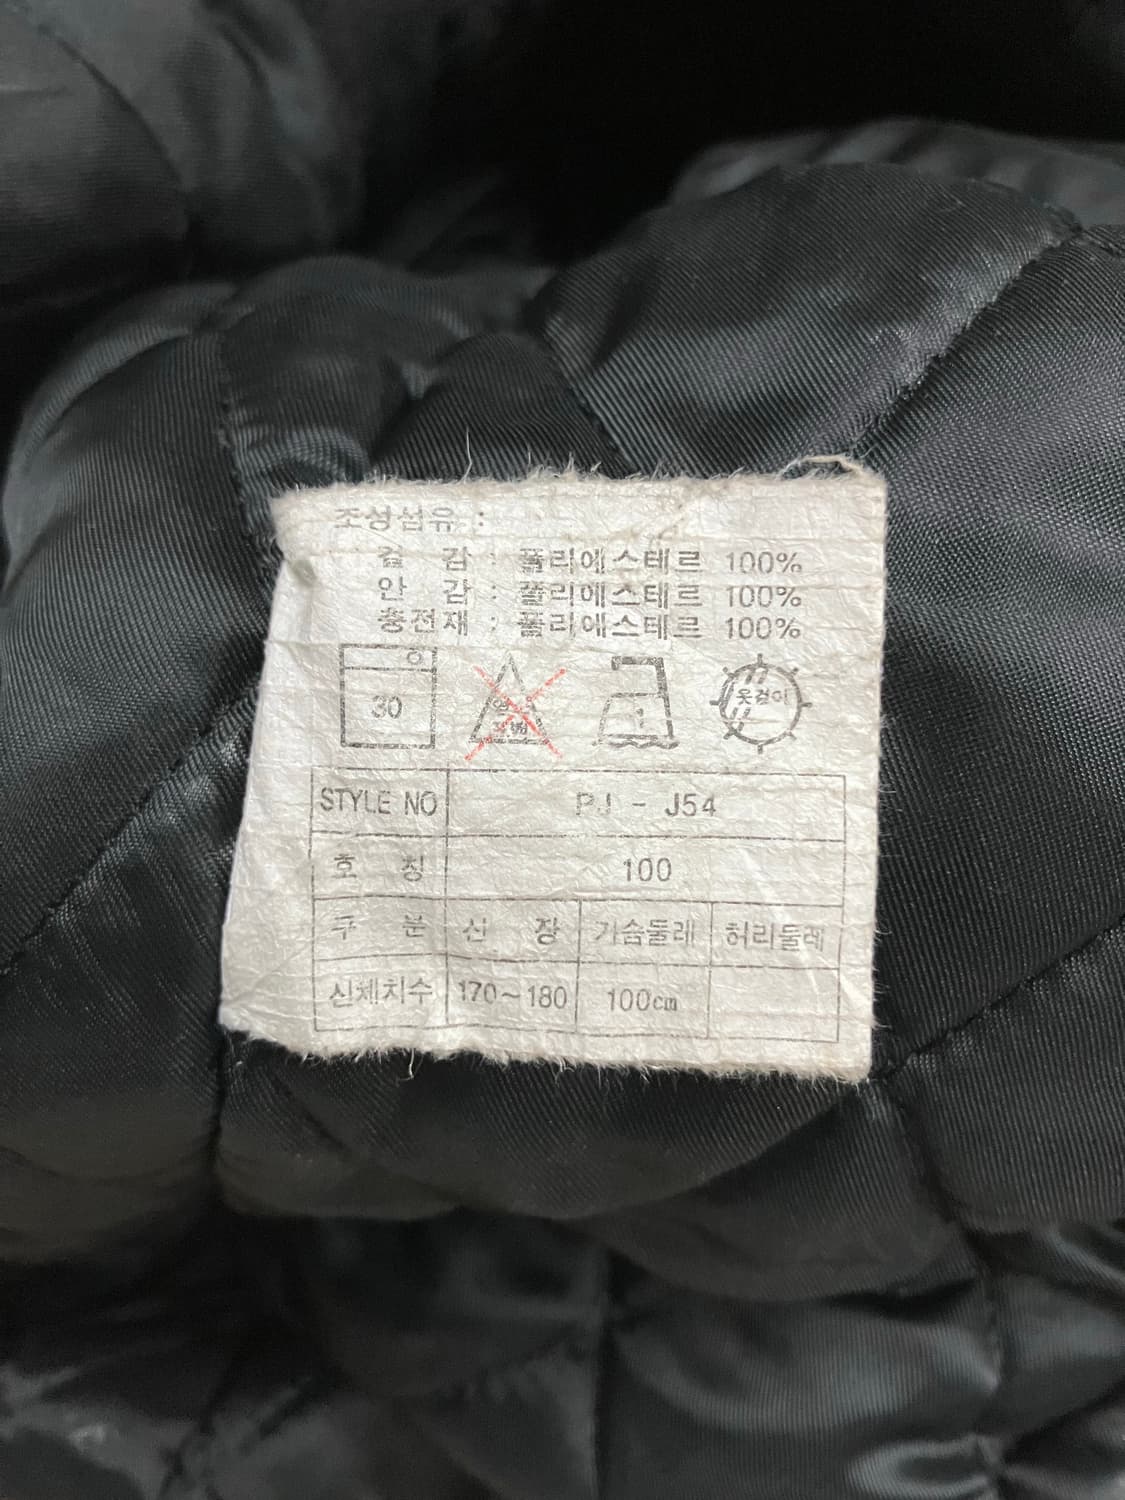 조성섬유 :
겉 감 : 폴리에스테르 100%
안 감 : 폴리에스테르 100%
충전재 : 폴리에스테르 100%
30
옷걸이
1
STYLE NO PJ - J54
호 칭 100
구 분 신 장 가슴둘레 허리둘레
신체치수 170~180 100cm